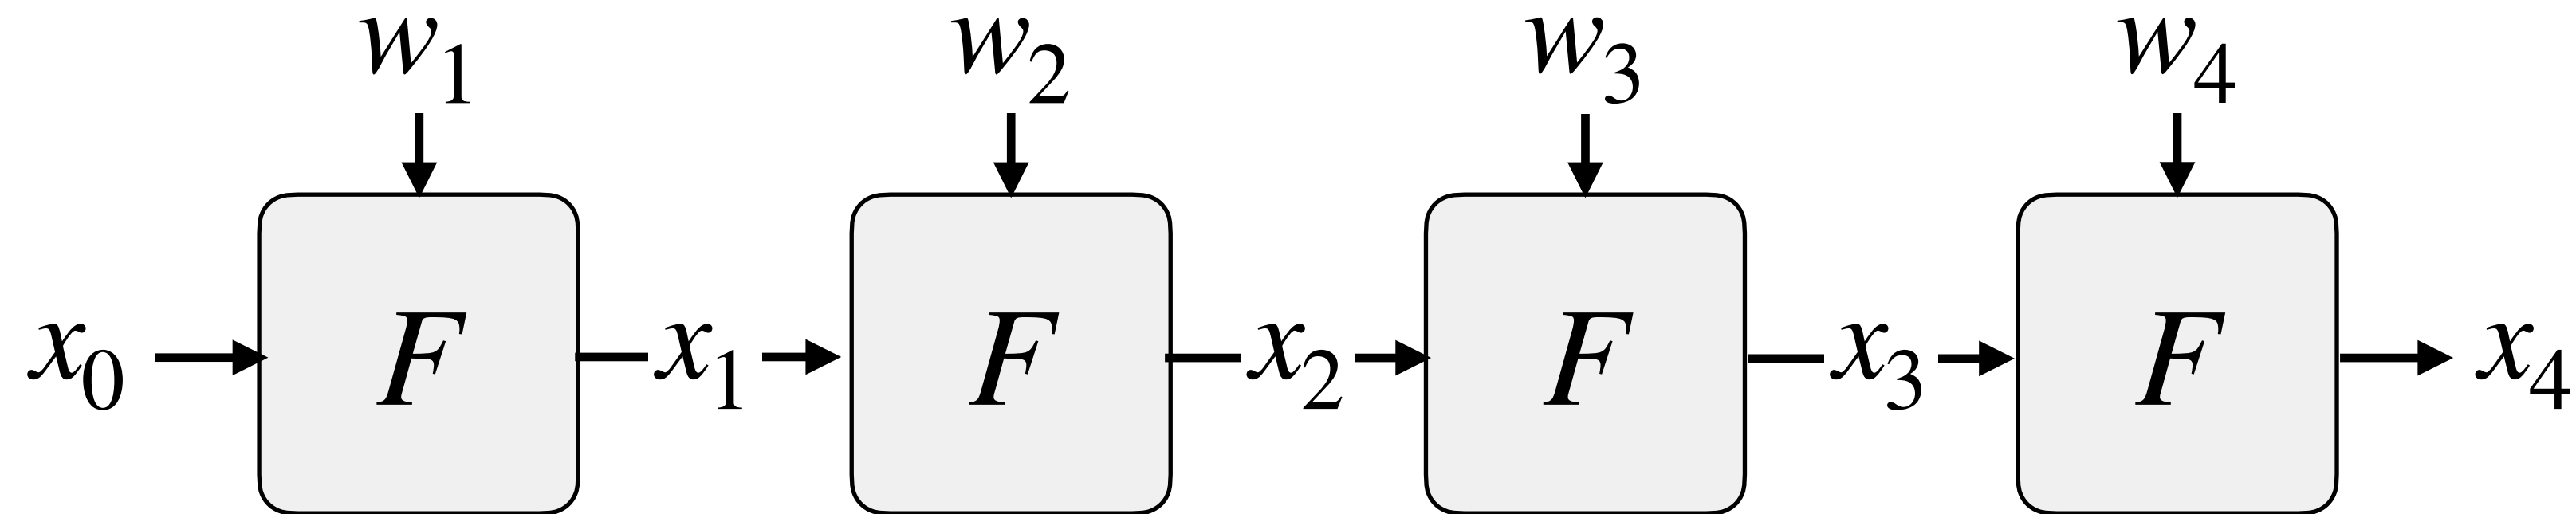 w₁ w₂ w₃ w₄
x₀ F x₁ F x₂ F x₃ F x₄